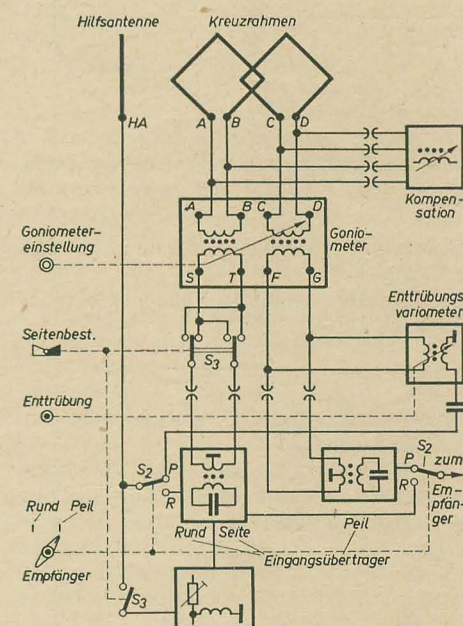 Hilfsantenne
Kreuzrahmen
HA
A
B
C
D
Kompen-
sation
A
B
C
D
Goniometer-
einstellung
Gonio-
meter
S
T
F
G
Enttrübungs
variometer
Seitenbest.
S3
Enttrübung
S2
P
R
P
S2
zum
R
Em-
pfän-
ger
Rund
Peil
Rund
Seite
Peil
Eingangsübertrager
Empfänger
S3